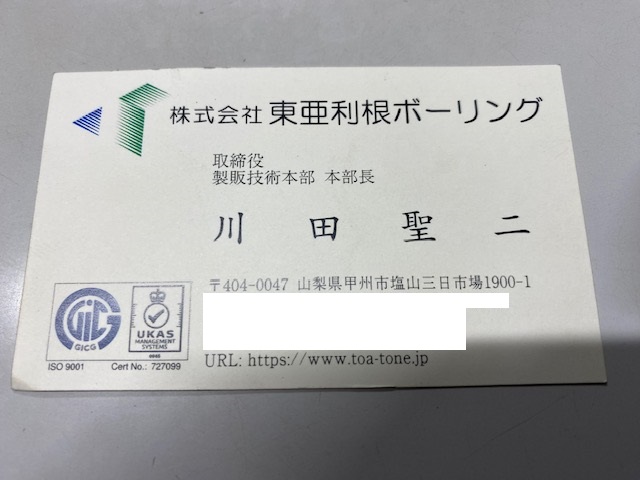 株式会社 東亜利根ボーリング
取締役
製販技術本部 本部長
川田聖二
〒404-0047 山梨県甲州市塩山三日市場1900-1
URL: https://www.toa-tone.jp
GICG
UKAS
MANAGEMENT
SYSTEMS
ISO 9001 Cert No.: 727099